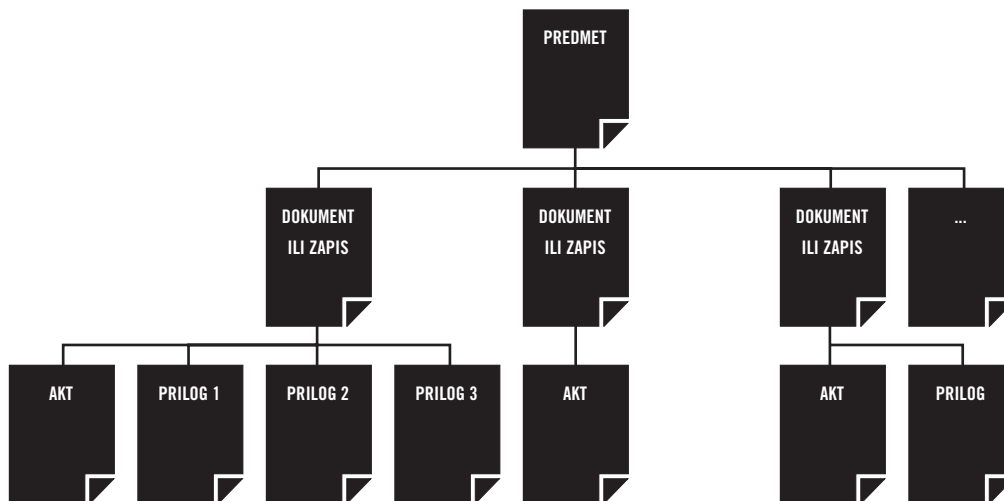 PREDMET
DOKUMENT
ILI ZAPIS
DOKUMENT
ILI ZAPIS
DOKUMENT
ILI ZAPIS
...
AKT
PRILOG 1
PRILOG 2
PRILOG 3
AKT
AKT
PRILOG